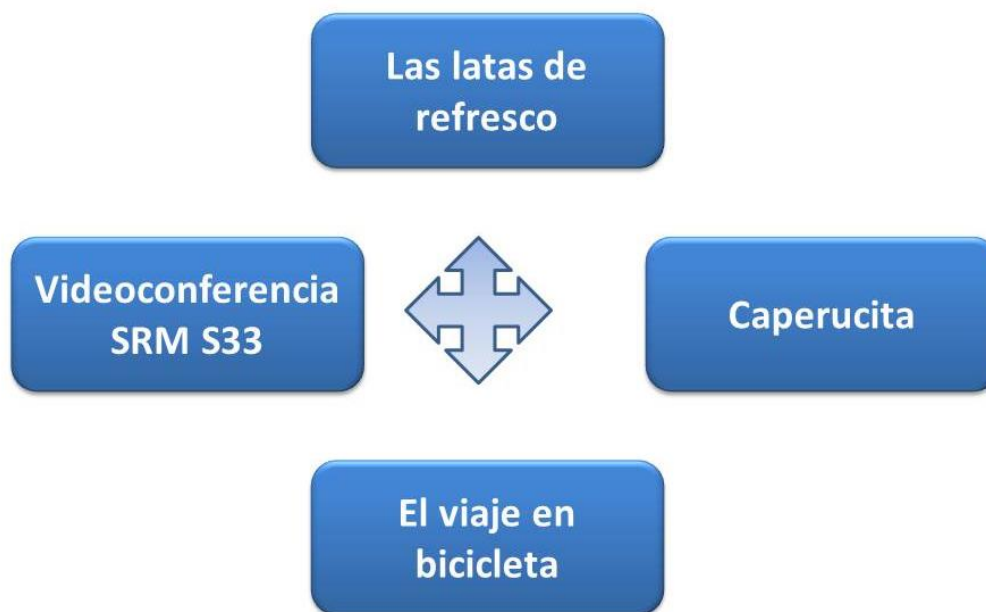 Las latas de
refresco
Videoconferencia
SRM S33
Caperucita
El viaje en
bicicleta